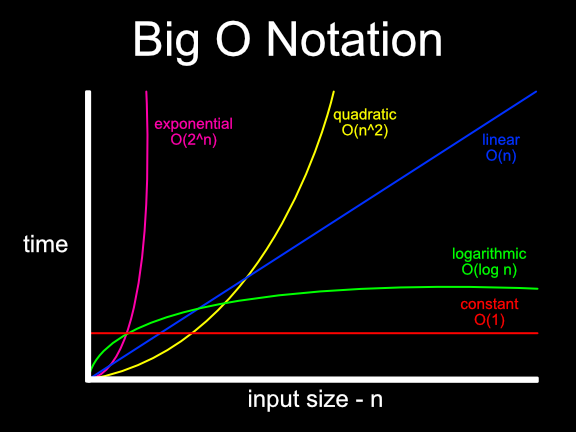 Big O Notation
exponential
O(2^n)
quadratic
O(n^2)
linear
O(n)
time
logarithmic
O(log n)
constant
O(1)
input size - n